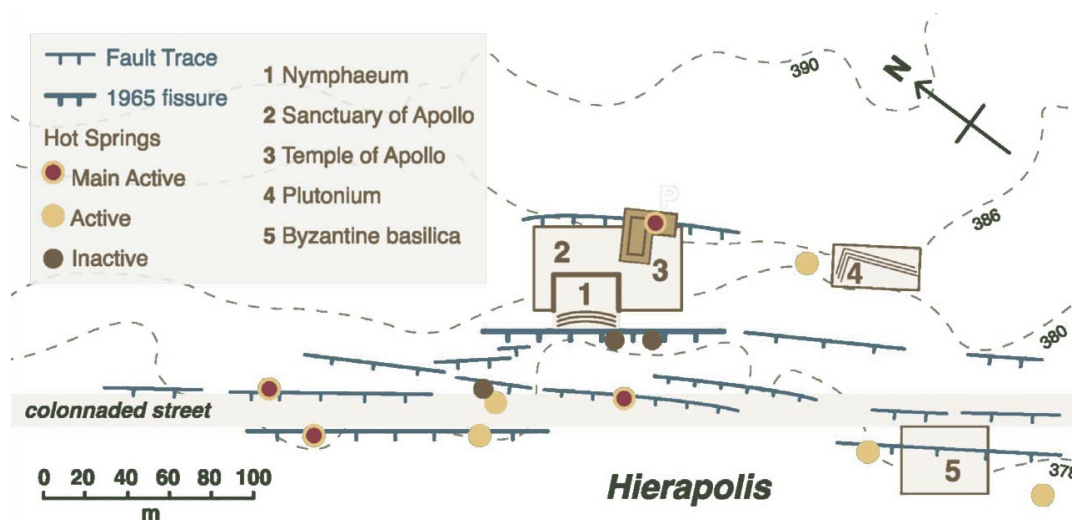 Fault Trace
1965 fissure
Hot Springs
Main Active
Active
Inactive
1 Nymphaeum
2 Sanctuary of Apollo
3 Temple of Apollo
4 Plutonium
5 Byzantine basilica
390
N
386
P
2
3
4
1
380
colonnaded street
5
378
0 20 40 60 80 100
m
Hierapolis